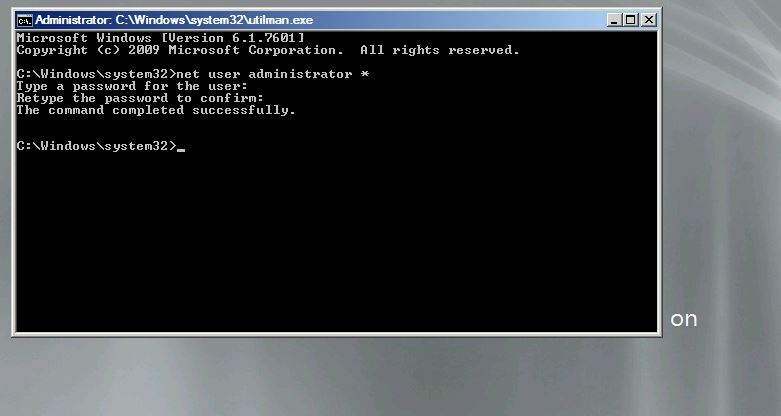 Administrator: C:\Windows\system32\utilman.exe
Microsoft Windows [Version 6.1.7601]
Copyright (c) 2009 Microsoft Corporation.  All rights reserved.
C:\Windows\system32>net user administrator *
Type a password for the user:
Retype the password to confirm:
The command completed successfully.
C:\Windows\system32>_
on